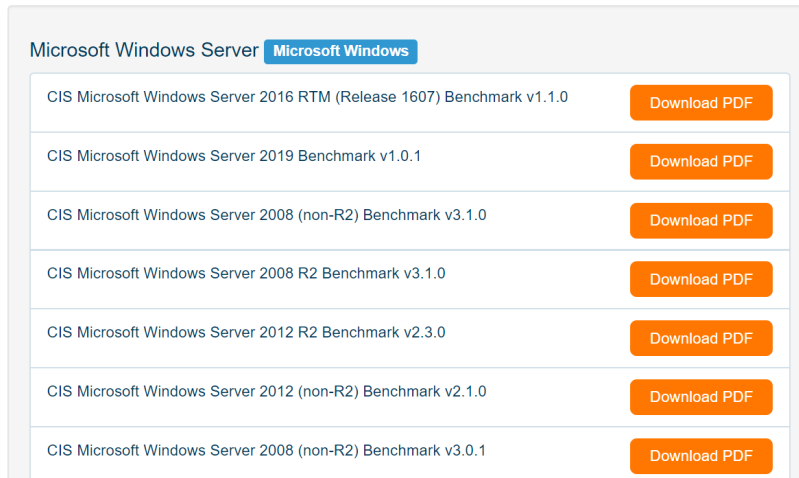 Microsoft Windows Server Microsoft Windows
CIS Microsoft Windows Server 2016 RTM (Release 1607) Benchmark v1.1.0 Download PDF
CIS Microsoft Windows Server 2019 Benchmark v1.0.1 Download PDF
CIS Microsoft Windows Server 2008 (non-R2) Benchmark v3.1.0 Download PDF
CIS Microsoft Windows Server 2008 R2 Benchmark v3.1.0 Download PDF
CIS Microsoft Windows Server 2012 R2 Benchmark v2.3.0 Download PDF
CIS Microsoft Windows Server 2012 (non-R2) Benchmark v2.1.0 Download PDF
CIS Microsoft Windows Server 2008 (non-R2) Benchmark v3.0.1 Download PDF